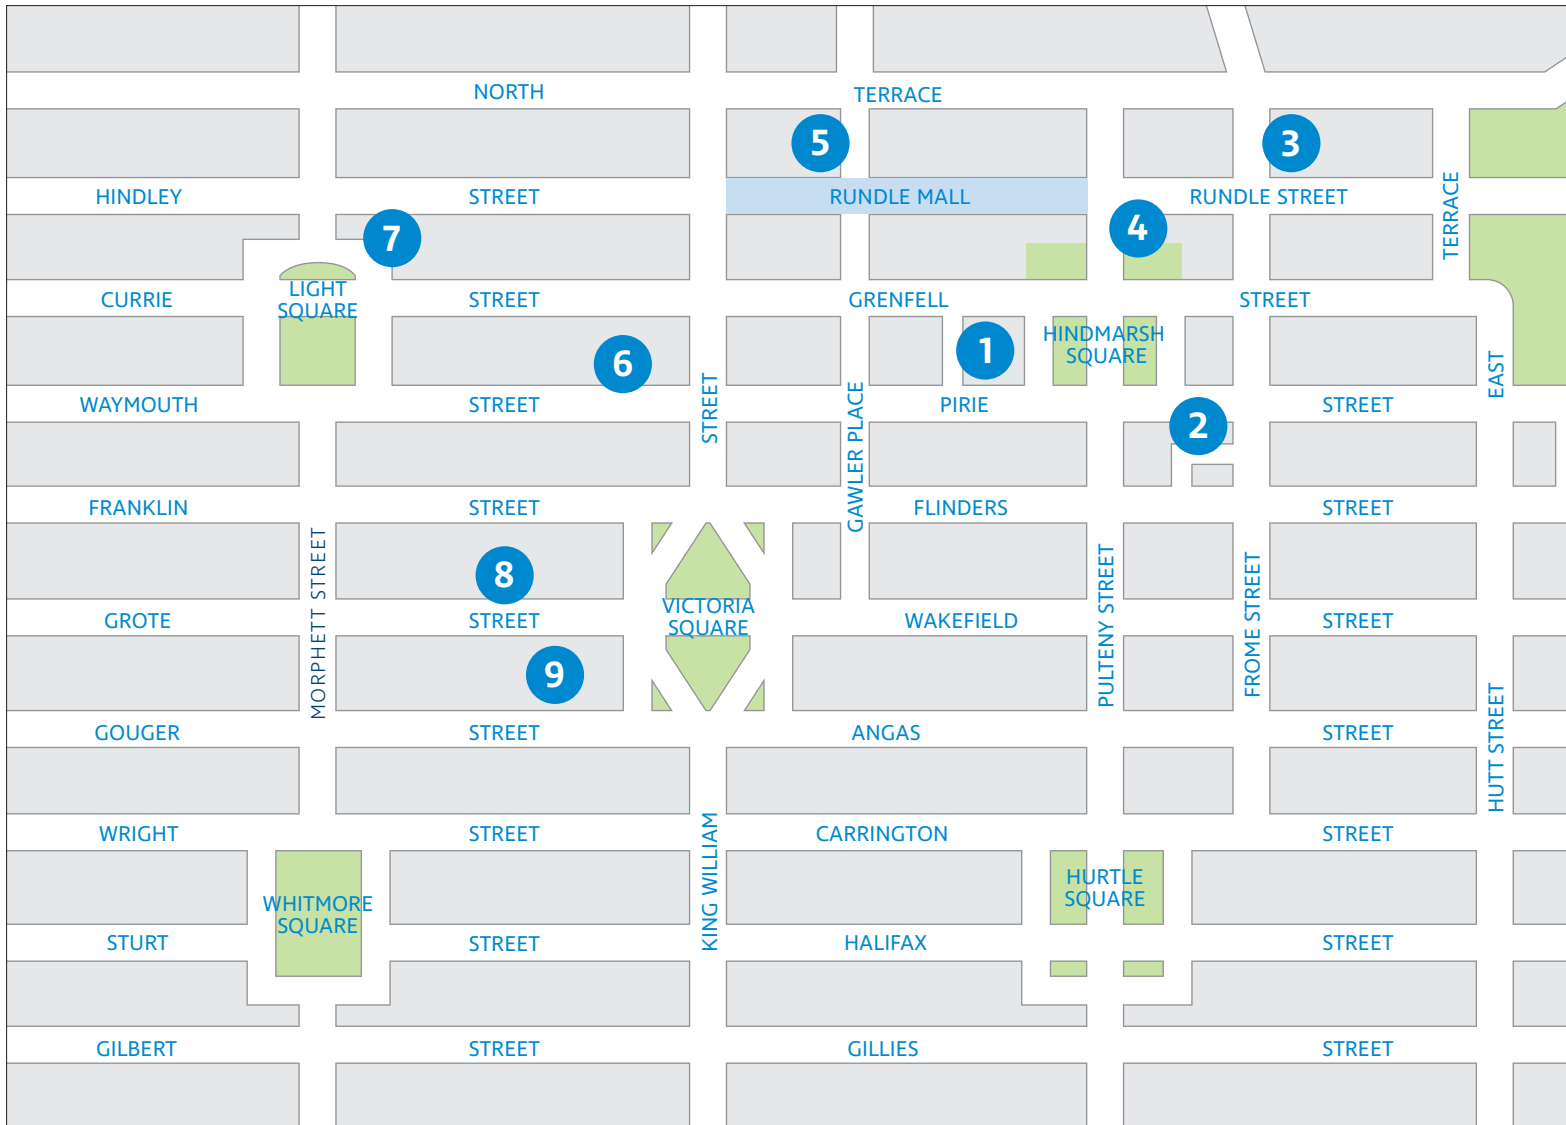 NORTH TERRACE
5
3
HINDLEY STREET RUNDLE MALL RUNDLE STREET
TERRACE
7
4
LIGHT
SQUARE
CURRIE STREET GRENFELL STREET
6
1
HINDMARSH
SQUARE
EAST
WAYMOUTH STREET PIRIE STREET
STREET
GAWLER PLACE
2
FRANKLIN STREET FLINDERS STREET
MORPHETT STREET
8
VICTORIA
SQUARE
PULTENY STREET
FROME STREET
GROTE STREET WAKEFIELD STREET
9
HUTT STREET
GOUGER STREET ANGAS STREET
WRIGHT STREET CARRINGTON STREET
KING WILLIAM
WHITMORE
SQUARE
HURTLE
SQUARE
STURT STREET HALIFAX STREET
GILBERT STREET GILLIES STREET